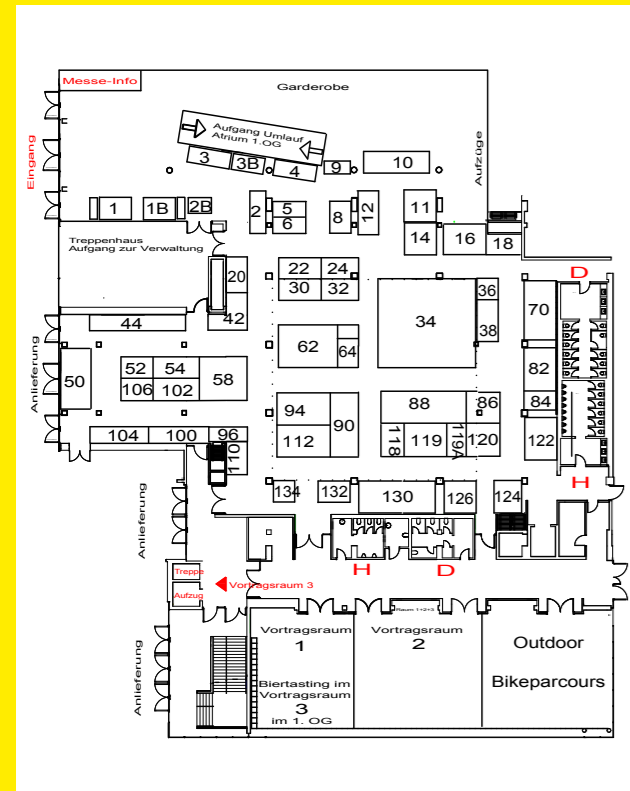 Messe-Info
Garderobe
Aufgang Umlauf
Atrium 1.OG
Eingang
Aufzüge
3
3B
4
9
10
1
1B
2B
2
5
6
8
12
11
14
16
18
Treppenhaus
Aufgang zur Verwaltung
20
42
22
24
30
32
34
36
38
70
D
44
62
64
82
84
122
Anlieferung
50
52
54
106
102
58
94
112
90
88
86
118
119
119A
120
H
104
100
96
110
134
132
130
126
124
Anlieferung
H
D
Treppe
Aufzug
Vortragsraum 3
Raum 1+2+3
Vortragsraum
1
Vortragsraum
2
Outdoor
Bikeparcours
Biertasting im
Vortragsraum
3
im 1. OG
Anlieferung